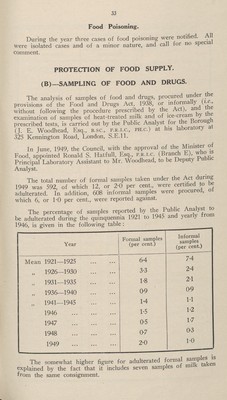 33
Food Poisoning.
During the year three cases of food poisoning were notified. All
were isolated cases and of a minor nature, and call for no special
comment.
PROTECTION OF FOOD SUPPLY.
(B)—SAMPLING OF FOOD AND DRUGS.
The analysis of samples of food and drugs, procured under the
provisions of the Food and Drugs Act, 1938, or informally (i.e.,
without following the procedure prescribed by the Act), and the
examination of samples of heat-treated milk and of ice-cream by the
prescribed tests, is carried out by the Public Analyst for the Borough
(J. E. Woodhead, Esq., B.SC., F.R.I.C., PH.C.) at his laboratory at
325 Kennington Road, London, S.E.11.
In June, 1949, the Council, with the approval of the Minister of
Food, appointed Ronald S. Hatfull, Esq., F.R.I.C. (Branch E), who is
Principal Laboratory Assistant to Mr. Woodhead, to be Deputy Public
Analyst.
The total number of formal samples taken under the Act during
1949 was 592, of which 12, or 2·0 per cent., were certified to be
adulterated. In addition, 608 informal samples were procured, of
which 6, or 1·0 per cent., were reported against.
The percentage of samples reported by the Public Analyst to
be adulterated during the quinquennia 1921 to 1945 and yearly from
1946, is given in the following table :
Year Formal samples (per cent.) Informal samples (per cent.)
Mean 1921—1925 ... ... ... 6·4 7·4
„ 1926—1930 ... ... ... 3·3 2·4
„ 1931—1935 ... ... ... 1·8 2·1
„ 1936—1940 ... ... ... 0·9 0·9
„ 1941—1945 ... ... ... 1·4 1·1
1946 ... ... ... 1·5 1·2
1947 ... ... ... 0·5 1·7
1948 ... ... ... 0·7 0·3
1949 ... ... ... 2·0 1·0
The somewhat higher figure for adulterated formal samples is
explained by the fact that it includes seven samples of milk taken
from the same consignment.